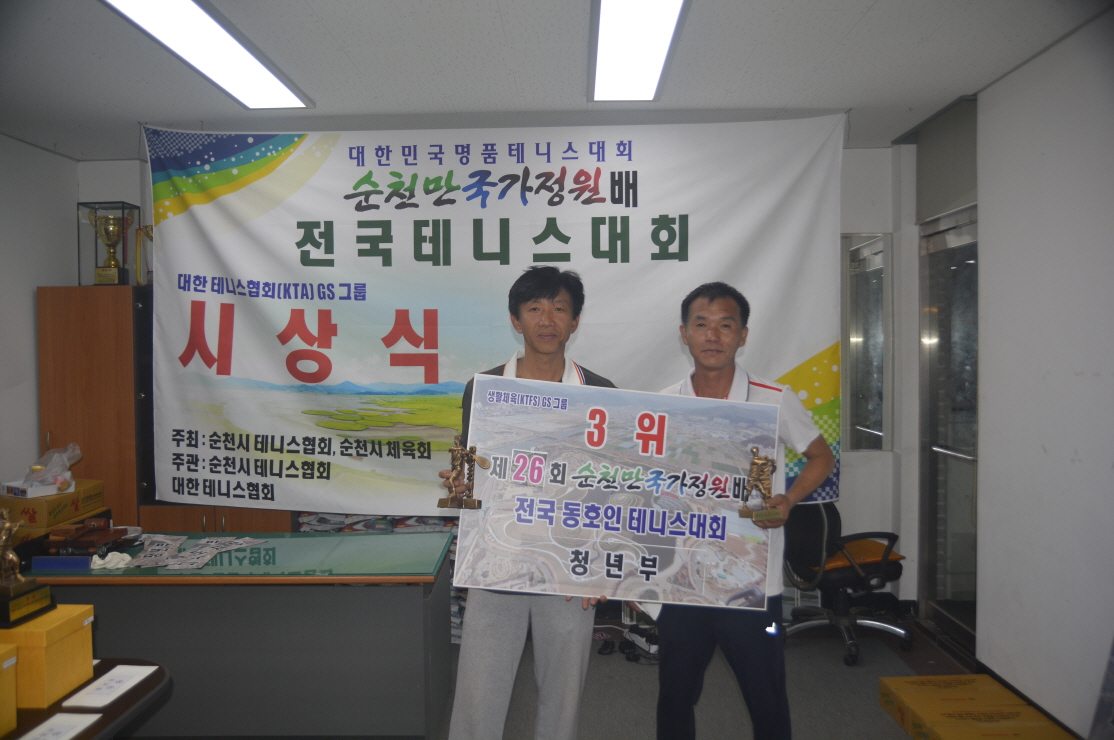 대한민국명품테니스대회
순천만국가정원배
전국테니스대회
대한 테니스협회(KTA) GS 그룹
시상식
주최 : 순천시 테니스협회, 순천시 체육회
주관 : 순천시 테니스협회
대한 테니스협회
생활체육(KTFS) GS 그룹
3 위
제 26 회 순천만국가정원배
전국 동호인 테니스대회
청년부
쌀